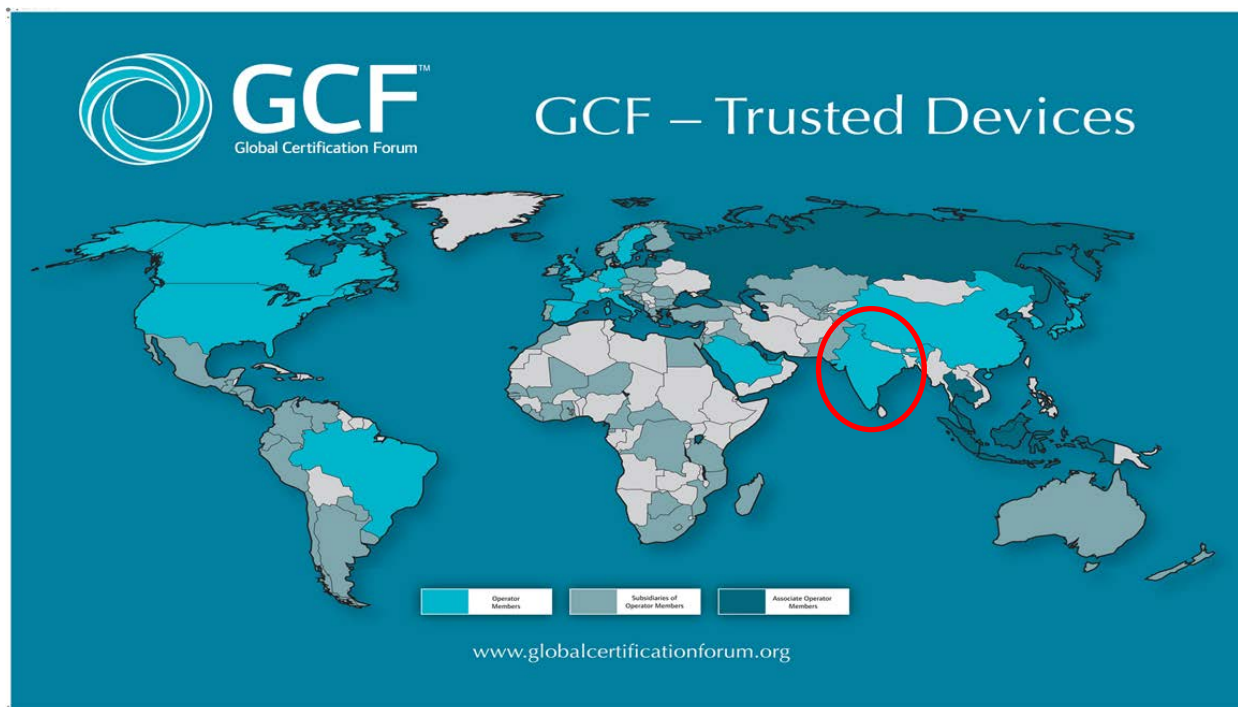 GCF™
Global Certification Forum
GCF – Trusted Devices
Operator
Members
Subsidiaries of
Operator Members
Associate Operator
Members
www.globalcertificationforum.org